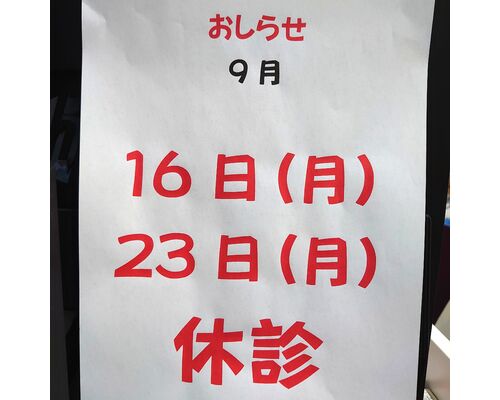 おしらせ
9月
16日(月)
23日(月)
休診